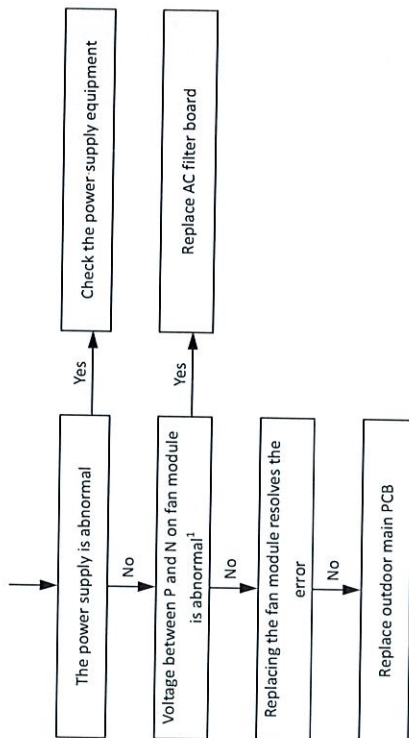 The power supply is abnormal
Yes
Check the power supply equipment
No
Voltage between P and N on fan module
is abnormal¹
Yes
Replace AC filter board
No
Replacing the fan module resolves the
error
No
Replace outdoor main PCB